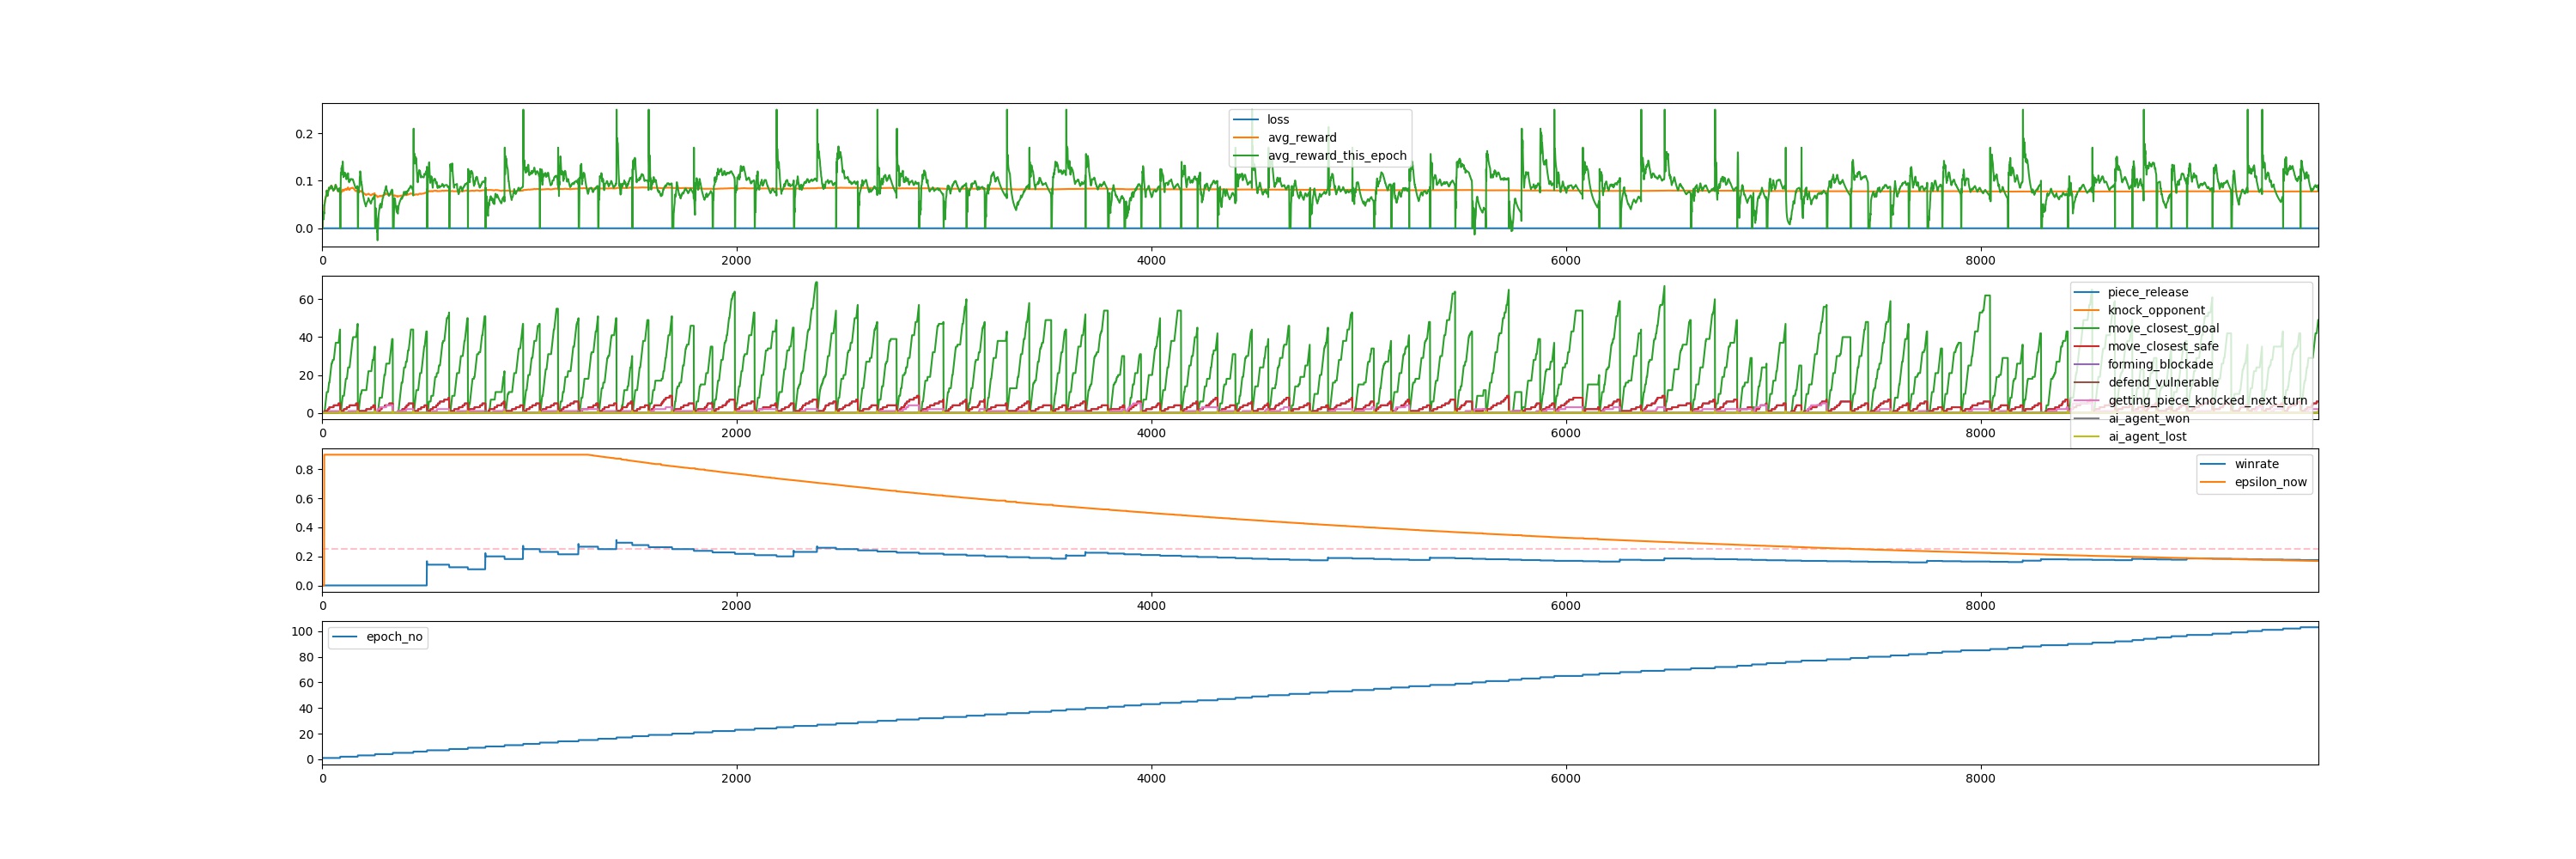 0.2
0.1
0.0
loss
avg_reward
avg_reward_this_epoch
0 2000 4000 6000 8000
60
40
20
0
piece_release
knock_opponent
move_closest_goal
move_closest_safe
forming_blockade
defend_vulnerable
getting_piece_knocked_next_turn
ai_agent_won
ai_agent_lost
0 2000 4000 6000 8000
0.8
0.6
0.4
0.2
0.0
winrate
epsilon_now
0 2000 4000 6000 8000
100
80
60
40
20
0
epoch_no
0 2000 4000 6000 8000